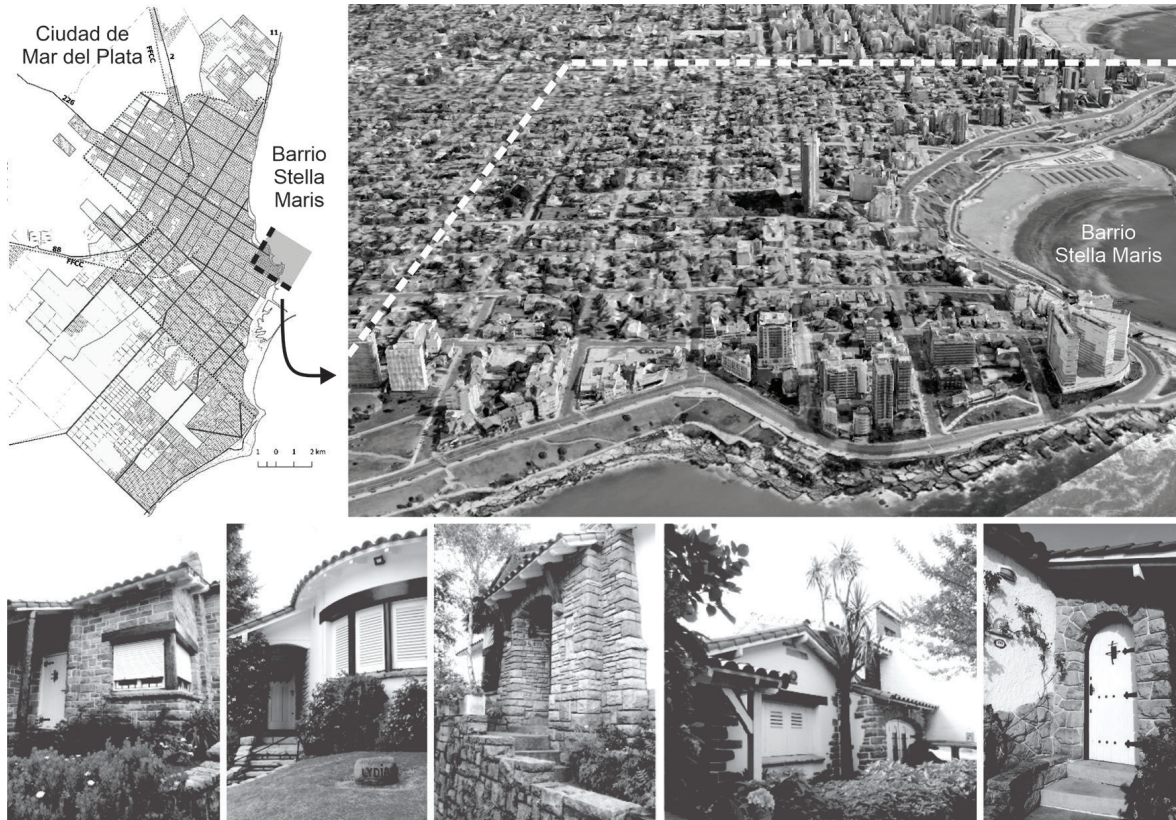 Ciudad de
Mar del Plata
11
FFCC
2
226
Barrio
Stella
Maris
88
FFCC
1 0 1 2 km
Barrio
Stella Maris
LYDIA